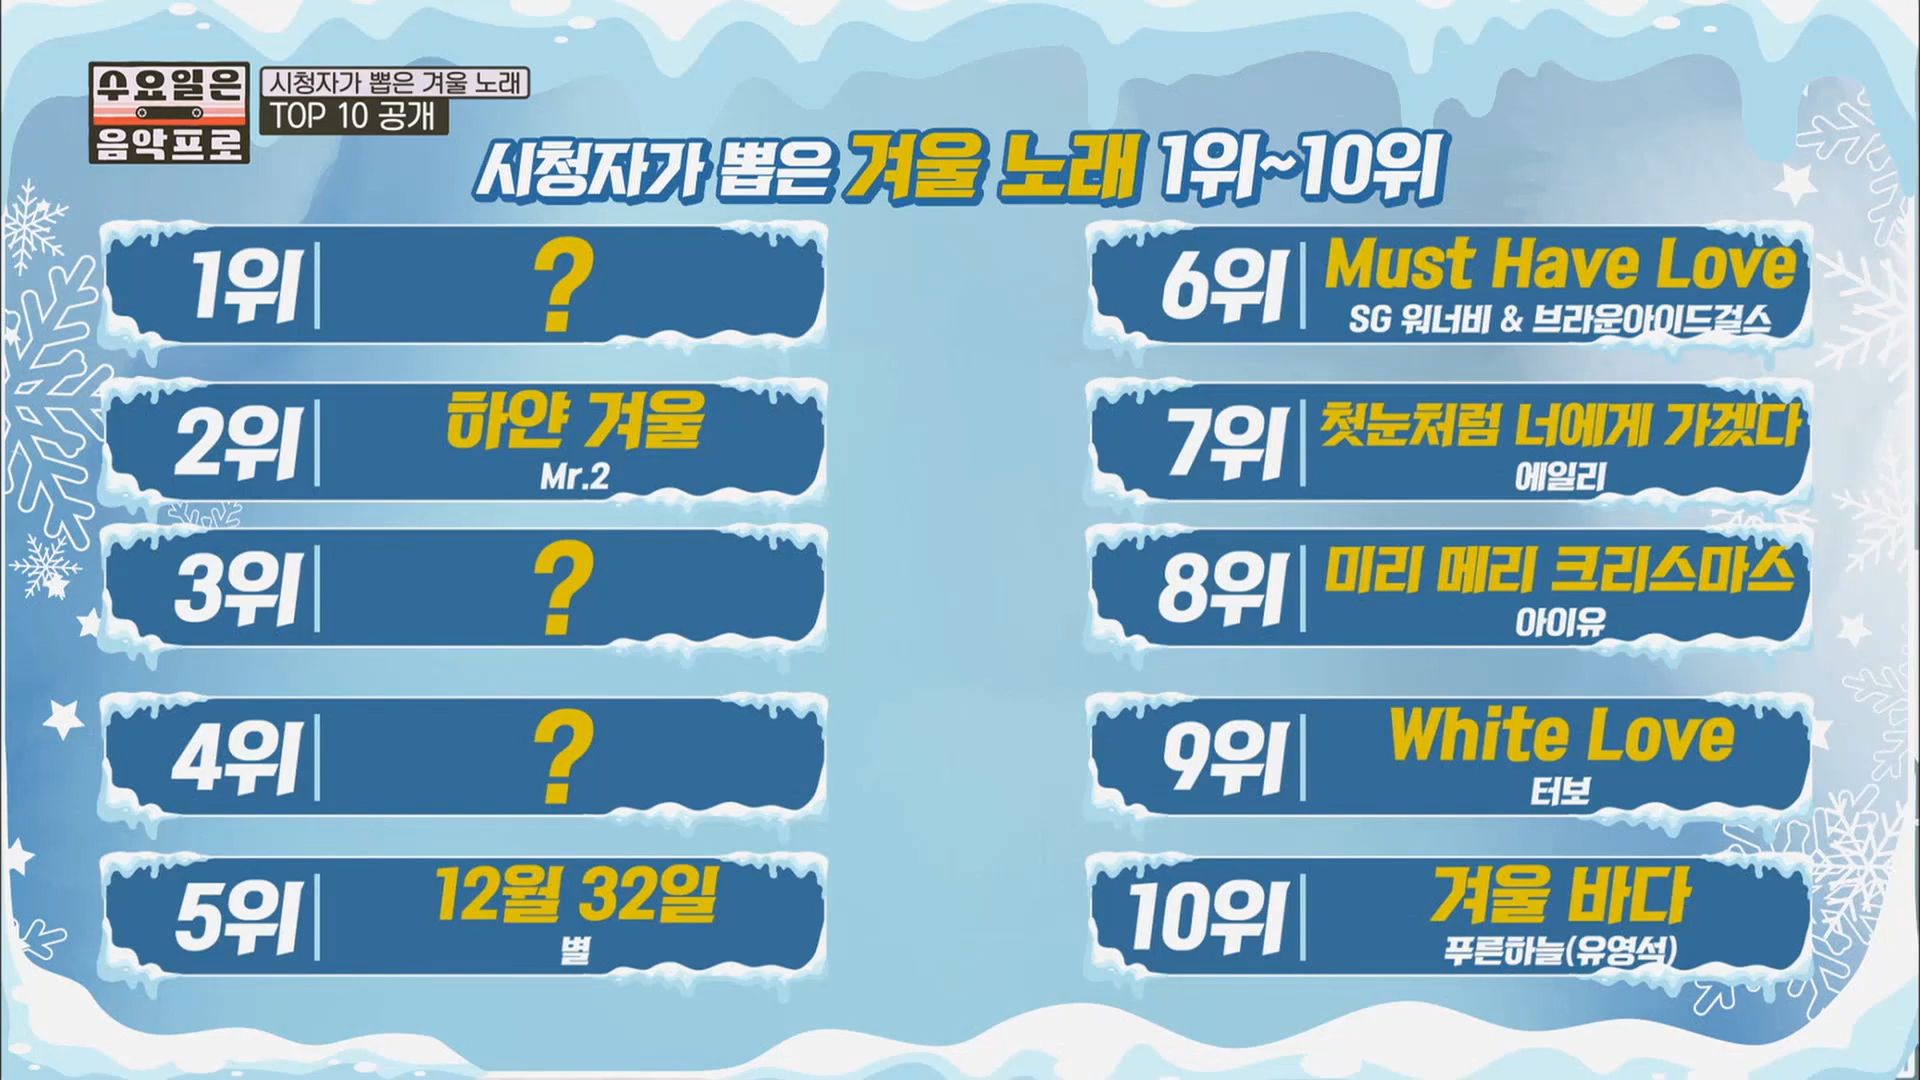 수요일은
음악프로
시청자가 뽑은 겨울 노래
TOP 10 공개
시청자가 뽑은 겨울 노래 1위~10위
1위 ?
2위 하얀 겨울
Mr.2
3위 ?
4위 ?
5위 12월 32일
별
6위 Must Have Love
SG 워너비 & 브라운아이드걸스
7위 첫눈처럼 너에게 가겠다
에일리
8위 미리 메리 크리스마스
아이유
9위 White Love
터보
10위 겨울 바다
푸른하늘(유영석)